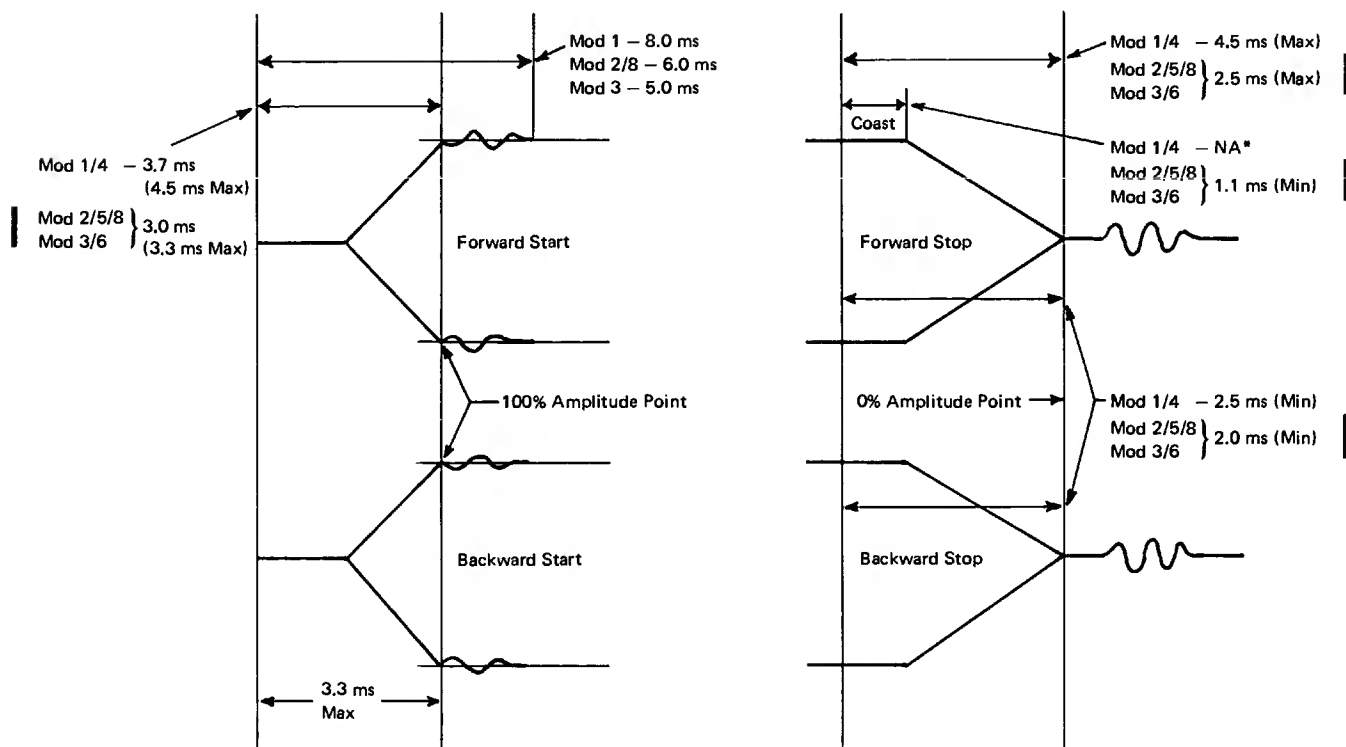 Mod 1 – 8.0 ms
Mod 2/8 – 6.0 ms
Mod 3 – 5.0 ms
Mod 1/4 – 3.7 ms
(4.5 ms Max)
Mod 2/5/8
Mod 3/6
} 3.0 ms
(3.3 ms Max)
Forward Start
100% Amplitude Point
Backward Start
3.3 ms
Max
Mod 1/4 – 4.5 ms (Max)
Mod 2/5/8
Mod 3/6
} 2.5 ms (Max)
Coast
Mod 1/4 – NA*
Mod 2/5/8
Mod 3/6
} 1.1 ms (Min)
Forward Stop
0% Amplitude Point
Mod 1/4 – 2.5 ms (Min)
Mod 2/5/8
Mod 3/6
} 2.0 ms (Min)
Backward Stop